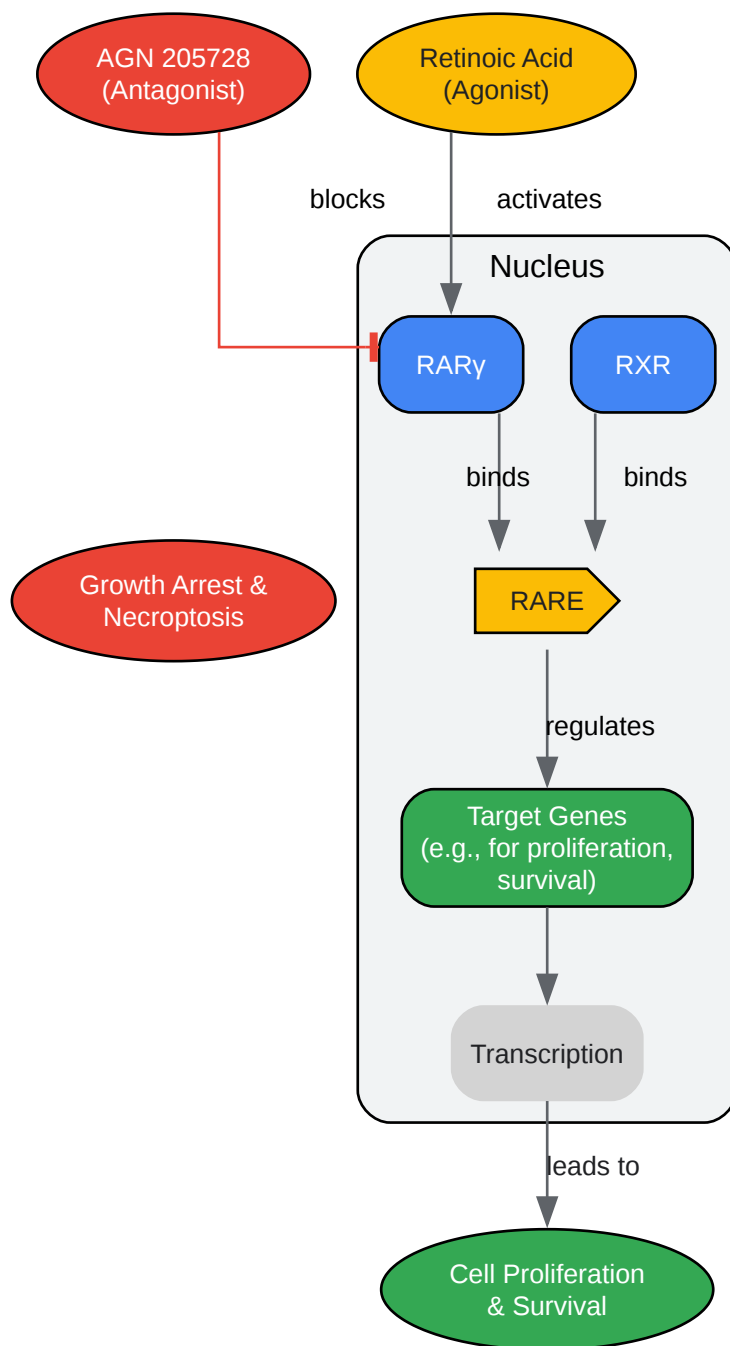 AGN 205728
(Antagonist)
Retinoic Acid
(Agonist)
blocks
activates
Nucleus
RARγ
RXR
binds
binds
Growth Arrest &
Necroptosis
RARE
regulates
Target Genes
(e.g., for proliferation,
survival)
Transcription
leads to
Cell Proliferation
& Survival